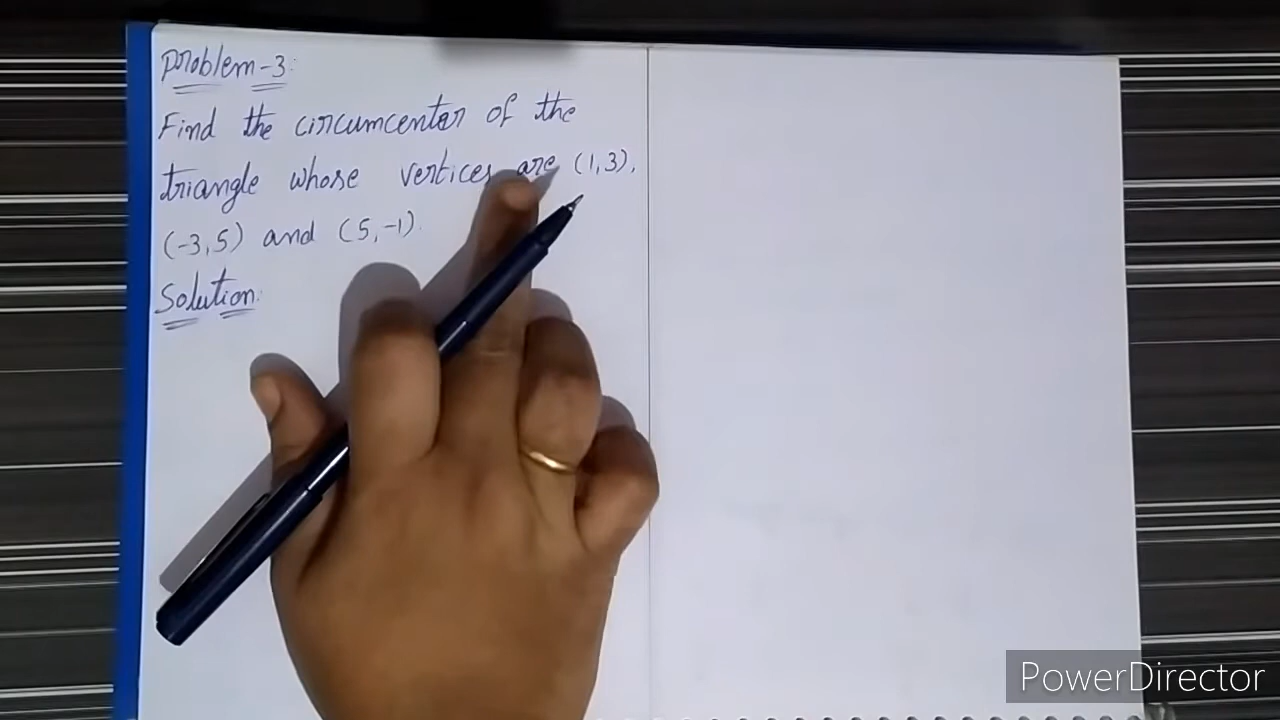 Problem-3:
Find the circumcenter of the
triangle whose vertices are (1,3),
(-3,5) and (5,-1).
Solution:
PowerDirector